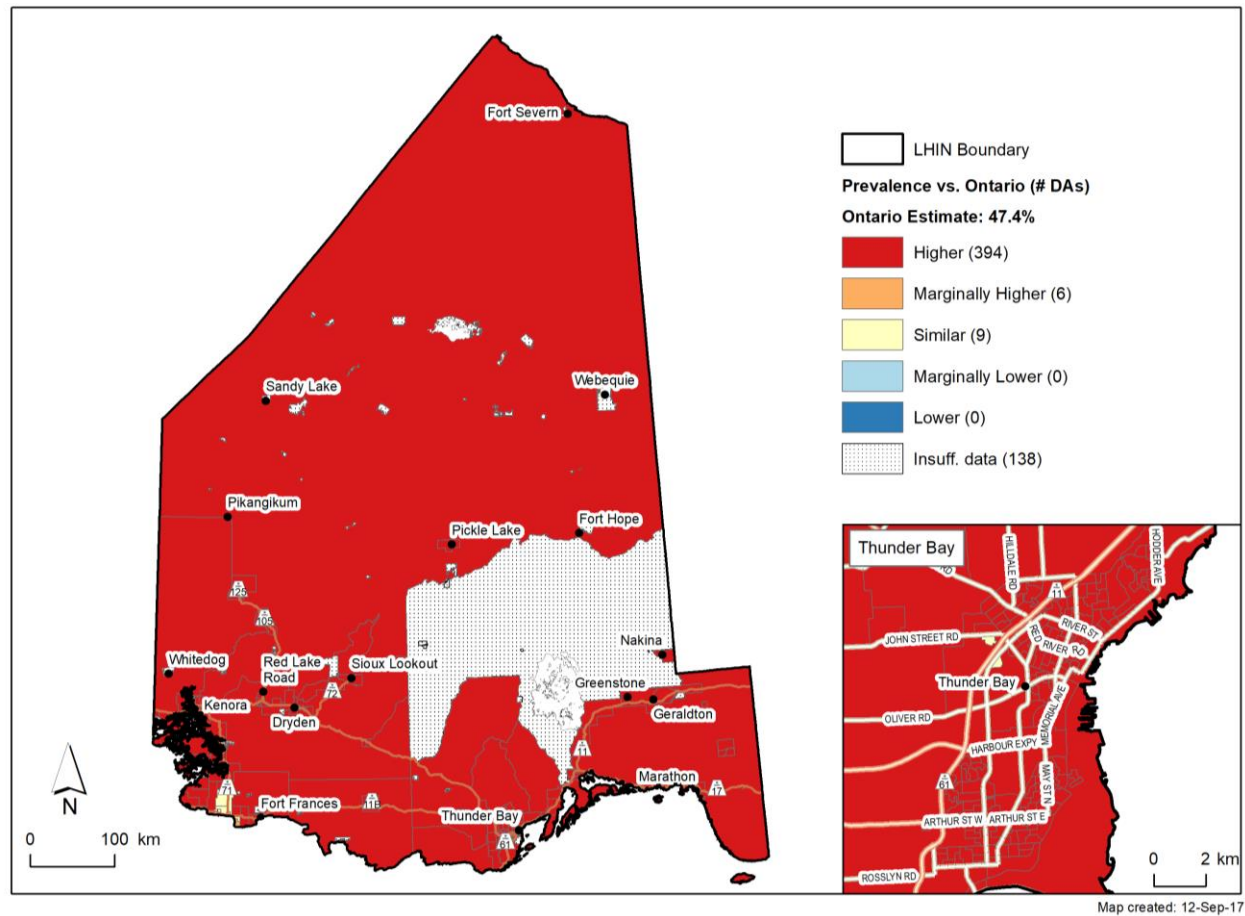 Fort Severn
LHIN Boundary
Prevalence vs. Ontario (# DAs)
Ontario Estimate: 47.4%
Higher (394)
Marginally Higher (6)
Similar (9)
Marginally Lower (0)
Lower (0)
Insuff. data (138)
Sandy Lake
Webequie
Pikangikum
Pickle Lake
Fort Hope
125
105
Nakina
Whitedog
Red Lake
Road
Sioux Lookout
72
Kenora
Dryden
Greenstone
Geraldton
11
71
Fort Frances
11B
Marathon
17
Thunder Bay
61
N
0 100 km
Thunder Bay
HILLDALE RD
HODDER AVE
RD
11
JOHN STREET RD
RED RIVER RD
RIVER ST
Thunder Bay
MEMORIAL AVE
OLIVER RD
HARBOUR EXPY
61
MAY ST N
ARTHUR ST W
ARTHUR ST E
ROSSLYN RD
0 2 km
Map created: 12-Sep-17